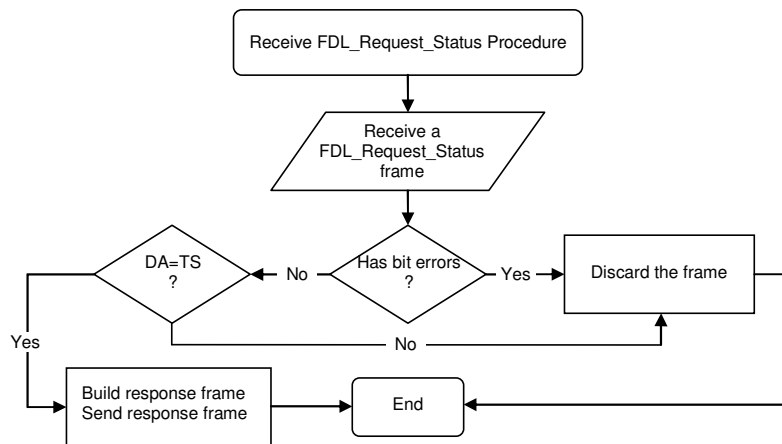 Receive FDL_Request_Status Procedure
Receive a
FDL_Request_Status
frame
DA=TS
?
No
Has bit errors
?
Yes
Discard the frame
Yes
No
Build response frame
Send response frame
End